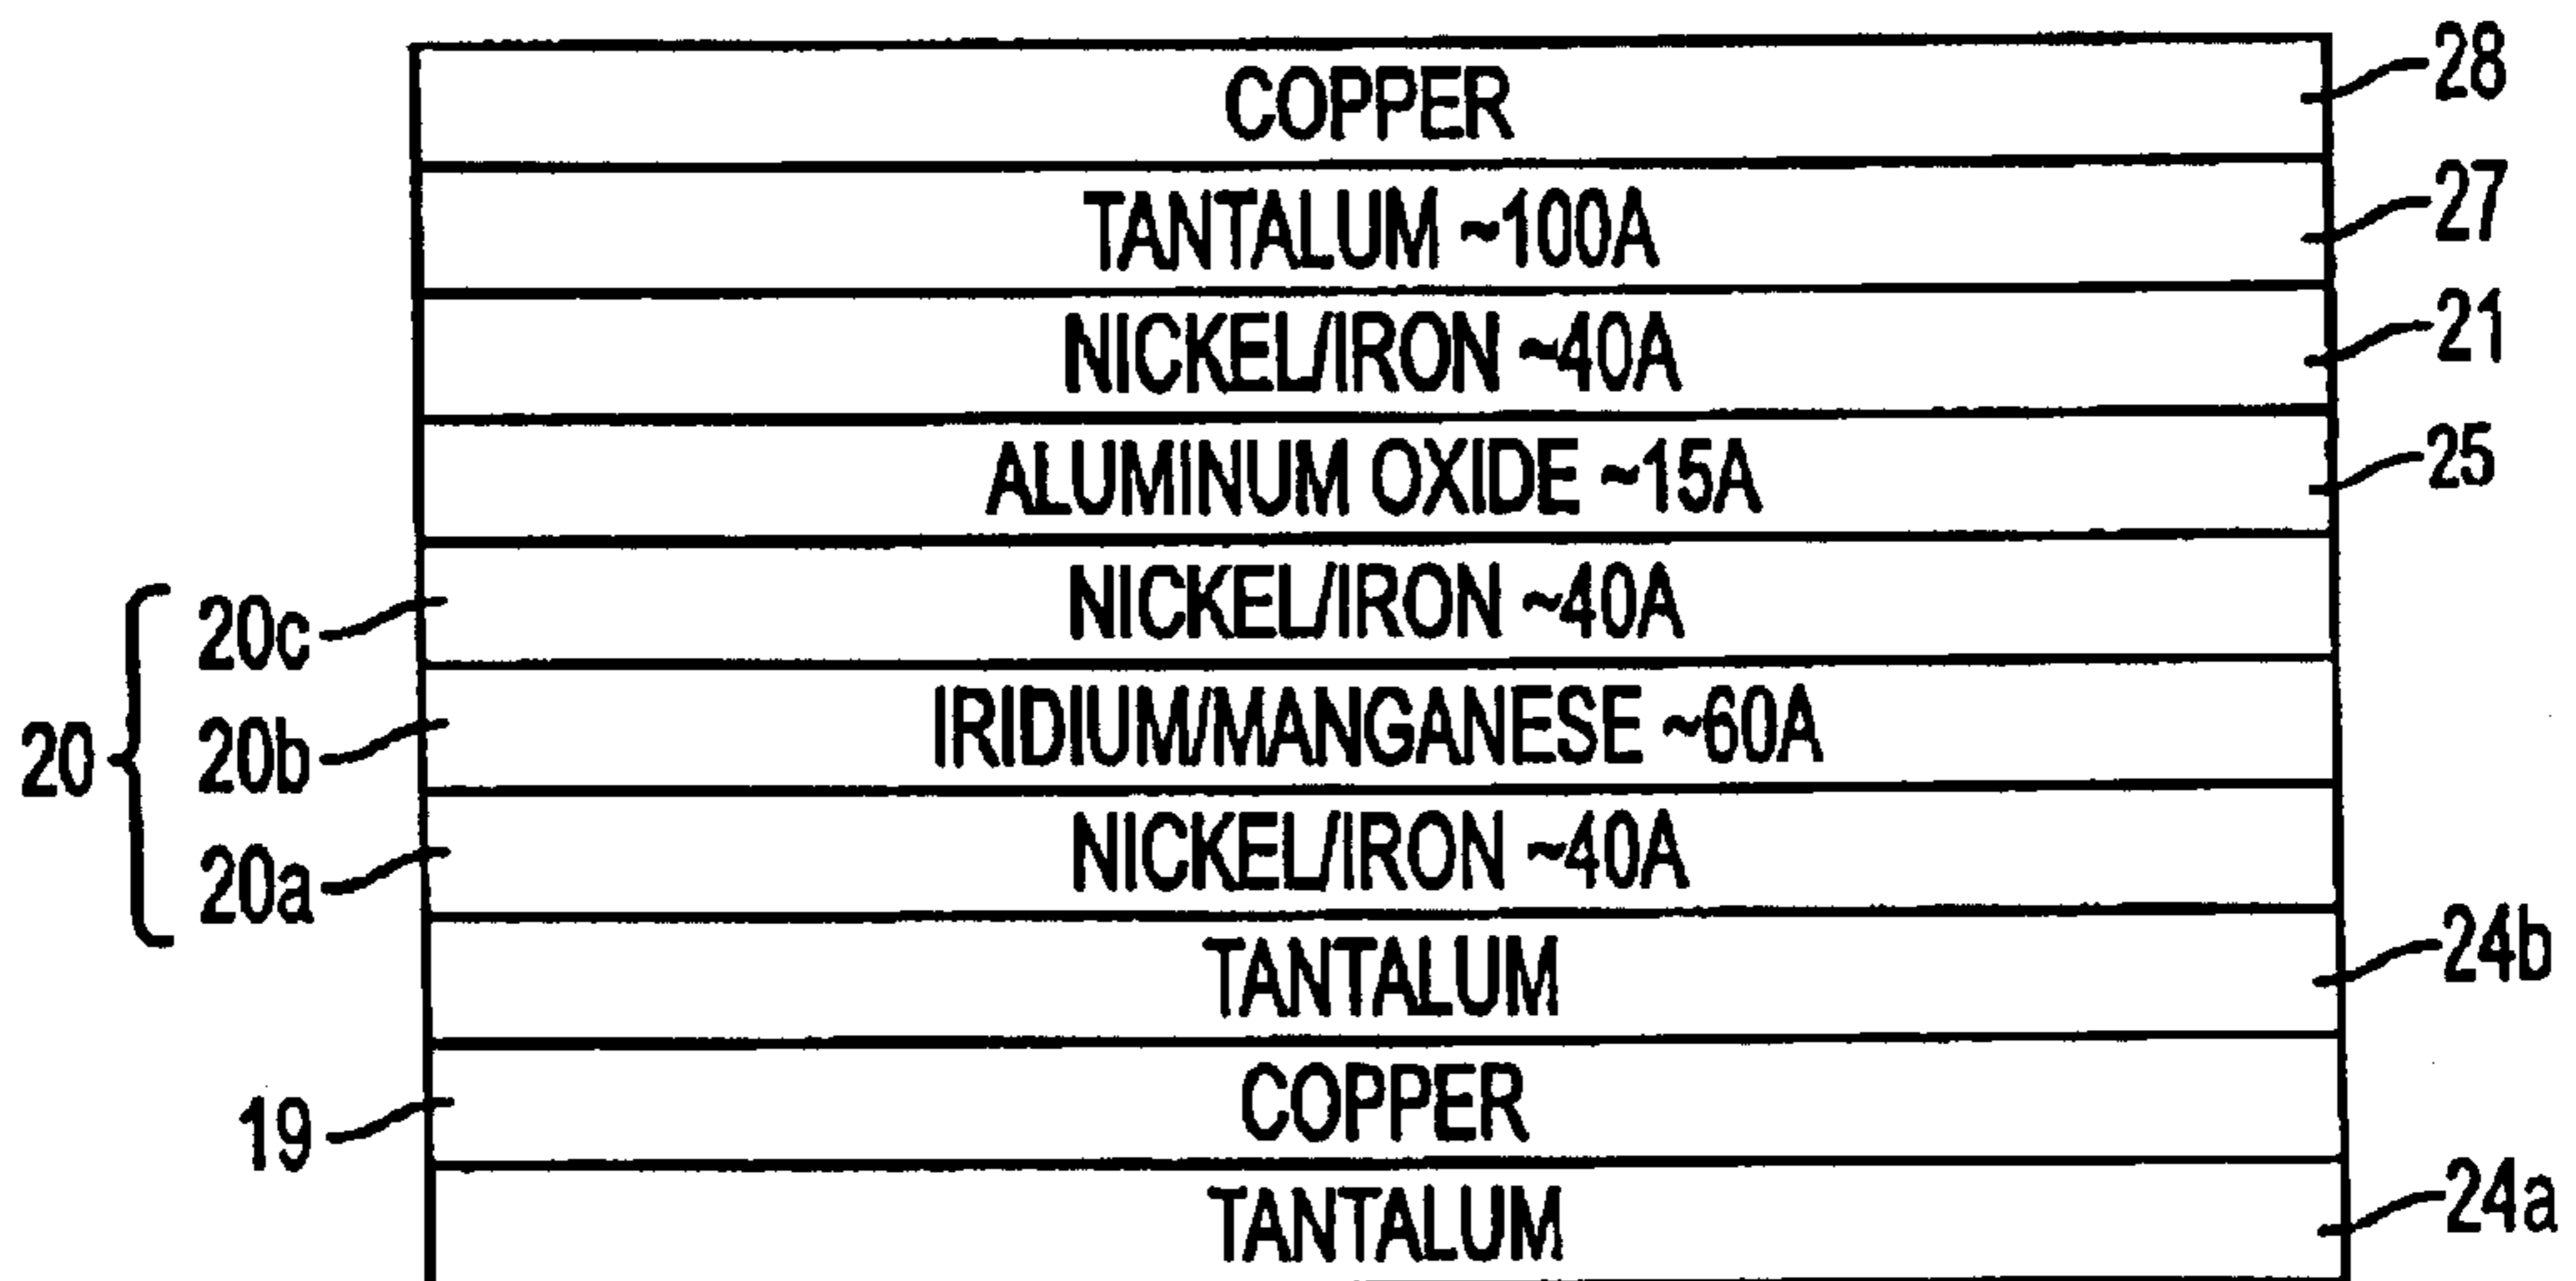 COPPER 28
TANTALUM ~100A 27
NICKEL/IRON ~40A 21
ALUMINUM OXIDE ~15A 25
20c NICKEL/IRON ~40A
20 20b IRIDIUM/MANGANESE ~60A
20a NICKEL/IRON ~40A
TANTALUM 24b
19 COPPER
TANTALUM 24a